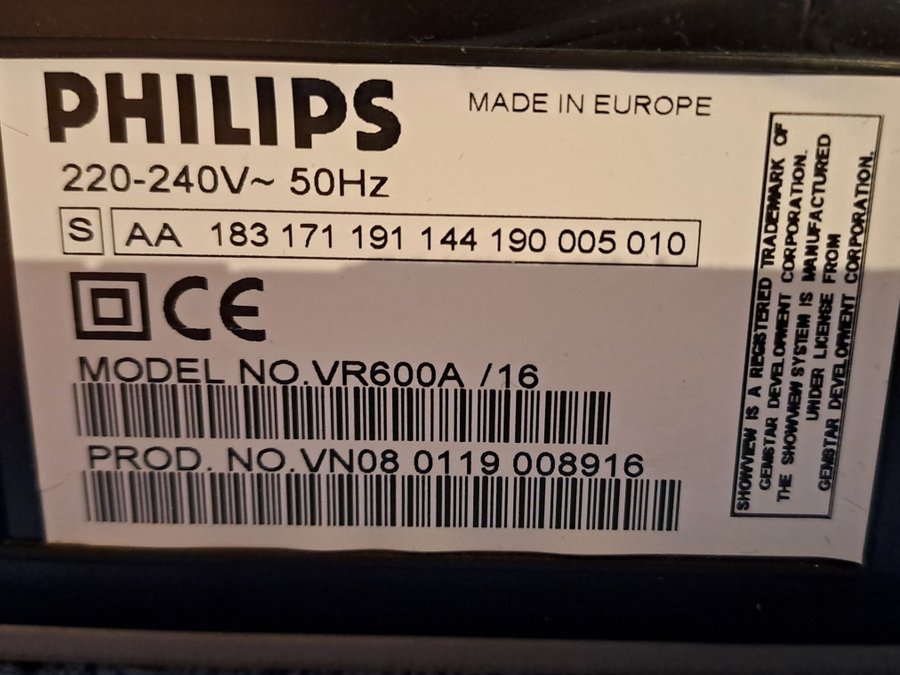 PHILIPS
MADE IN EUROPE
220-240V~ 50Hz
S AA 183 171 191 144 190 005 010
CE
MODEL NO.VR600A /16
PROD. NO.VN08 0119 008916
SHOWVIEW IS A REGISTERED TRADEMARK OF
GEMSTAR DEVELOPMENT CORPORATION.
THE SHOWVIEW SYSTEM IS MANUFACTURED
UNDER LICENSE FROM
GEMSTAR DEVELOPMENT CORPORATION.